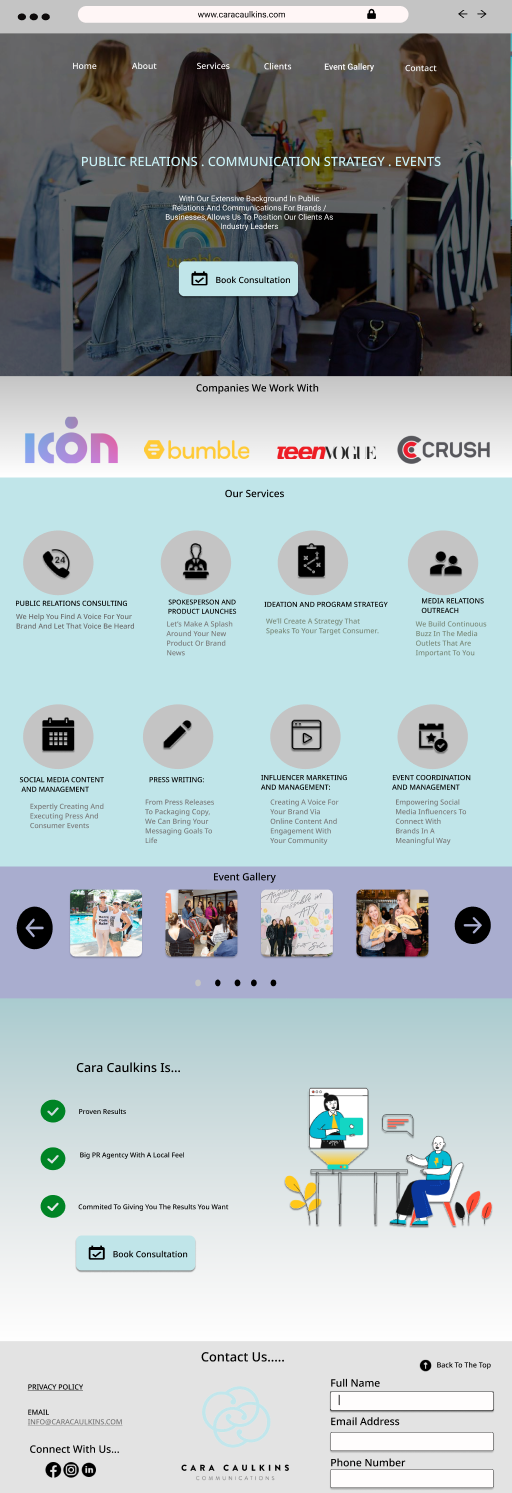 www.caracaulkins.com
Home About Services Clients Event Gallery Contact
PUBLIC RELATIONS . COMMUNICATION STRATEGY . EVENTS
With Our Extensive Background In Public
Relations And Communications For Brands /
Businesses,Allows Us To Position Our Clients As
Industry Leaders
bumble
Book Consultation
Companies We Work With
ICON bumble teenVOGUE CRUSH
Our Services
24
PUBLIC RELATIONS CONSULTING
We Help You Find A Voice For Your
Brand And Let That Voice Be Heard
SPOKESPERSON AND
PRODUCT LAUNCHES
Let's Make A Splash
Around Your New
Product Or Brand
News
IDEATION AND PROGRAM STRATEGY
We'll Create A Strategy That
Speaks To Your Target Consumer.
MEDIA RELATIONS
OUTREACH
We Build Continuous
Buzz In The Media
Outlets That Are
Important To You
SOCIAL MEDIA CONTENT
AND MANAGEMENT
Expertly Creating And
Executing Press And
Consumer Events
PRESS WRITING:
From Press Releases
To Packaging Copy,
We Can Bring Your
Messaging Goals To
Life
INFLUENCER MARKETING
AND MANAGEMENT:
Creating A Voice For
Your Brand Via
Online Content And
Engagement With
Your Community
EVENT COORDINATION
AND MANAGEMENT
Empowering Social
Media Influencers To
Connect With
Brands In A
Meaningful Way
Event Gallery
Cara Caulkins Is...
Proven Results
Big PR Agentcy With A Local Feel
Commited To Giving You The Results You Want
Book Consultation
Contact Us.....
Back To The Top
PRIVACY POLICY
EMAIL
INFO@CARACAULKINS.COM
Connect With Us...
CARA CAULKINS
COMMUNICATIONS
Full Name
Email Address
Phone Number